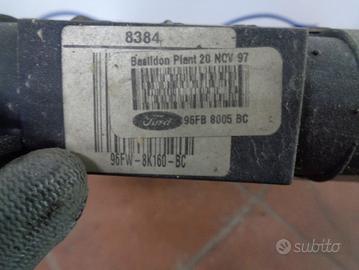 8384
Basildon Plant 20 NOV 97
Ford 96FB 8005 BC
96FW-8K160-BC
subito